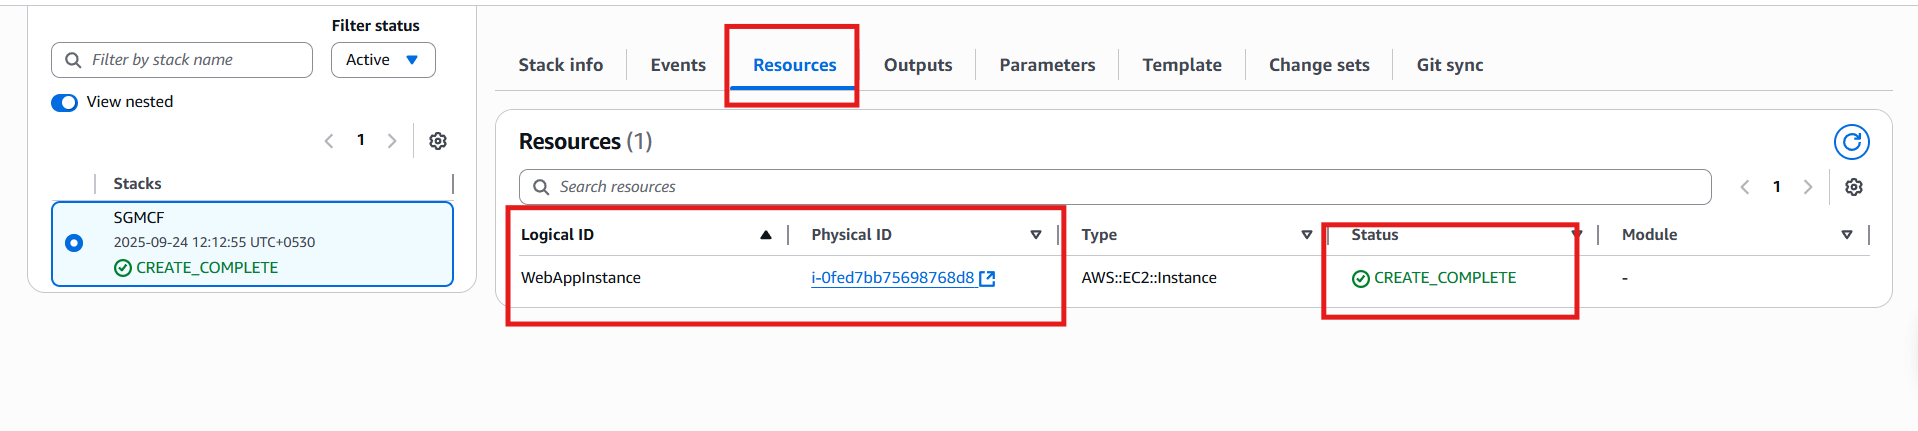 Filter status
Filter by stack name
Active
View nested
1
Stacks
SGMCF
2025-09-24 12:12:55 UTC+0530
CREATE_COMPLETE
Stack info Events Resources Outputs Parameters Template Change sets Git sync
Resources (1)
Search resources
1
Logical ID Physical ID Type Status Module
WebAppInstance i-0fed7bb75698768d8 AWS::EC2::Instance CREATE_COMPLETE -